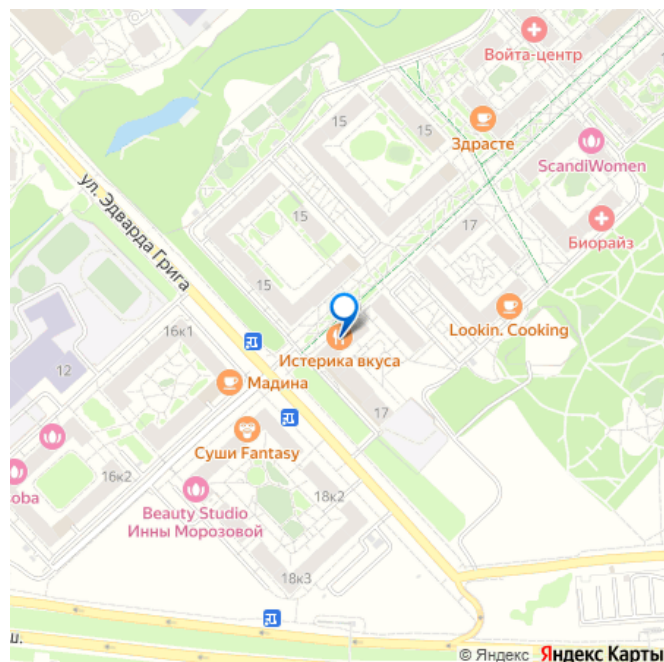 Войта-центр
15
15
Здрасте
ScandiWomen
ул. Эдварда Грига
15
17
Биорайз
15
Lookin. Cooking
16к1
Истерика вкуса
12
Мадина
17
Суши Fantasy
oba
16к2
Beauty Studio
Инны Морозовой
18к2
18к3
ш.
© Яндекс Яндекс Карты